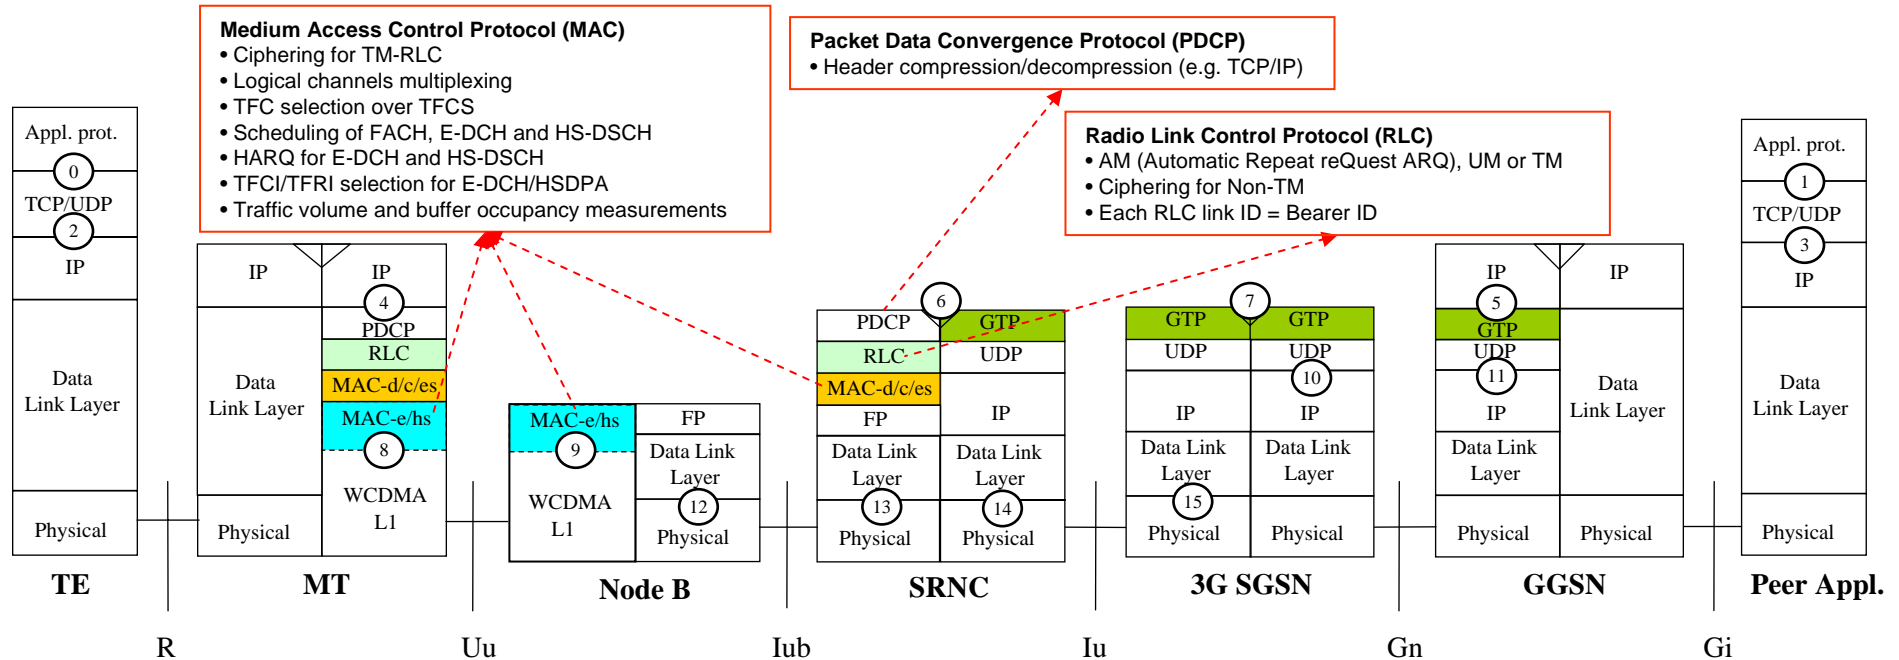 Medium Access Control Protocol (MAC)
• Ciphering for TM-RLC
• Logical channels multiplexing
• TFC selection over TFCS
• Scheduling of FACH, E-DCH and HS-DSCH
• HARQ for E-DCH and HS-DSCH
• TFCI/TFRI selection for E-DCH/HSDPA
• Traffic volume and buffer occupancy measurements
Packet Data Convergence Protocol (PDCP)
• Header compression/decompression (e.g. TCP/IP)
Radio Link Control Protocol (RLC)
• AM (Automatic Repeat reQuest ARQ), UM or TM
• Ciphering for Non-TM
• Each RLC link ID = Bearer ID
Appl. prot.
0
TCP/UDP
2
IP
Data
Link Layer
Physical
TE
R
IP
Data
Link Layer
Physical
IP
4
PDCP
RLC
MAC-d/c/es
MAC-e/hs
8
WCDMA
L1
MT
Uu
MAC-e/hs
9
WCDMA
L1
FP
Data Link
Layer
12
Physical
Node B
Iub
6
PDCP
RLC
MAC-d/c/es
FP
Data Link
Layer
13
Physical
GTP
UDP
IP
Data Link
Layer
14
Physical
SRNC
Iu
7
GTP
UDP
IP
Data Link
Layer
15
Physical
GTP
UDP
10
IP
Data Link
Layer
Physical
3G SGSN
Gn
IP
5
GTP
UDP
11
IP
Data Link
Layer
Physical
IP
Data
Link Layer
Physical
GGSN
Gi
Appl. prot.
1
TCP/UDP
3
IP
Data
Link Layer
Physical
Peer Appl.